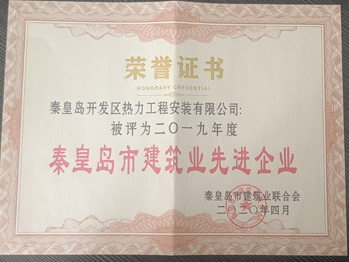 荣誉证书
HONORARY CREDENTIAL
秦皇岛开发区热力工程安装有限公司:
被评为二〇一九年度
秦皇岛市建筑业先进企业
秦皇岛市建筑业联合会
二〇二〇年四月